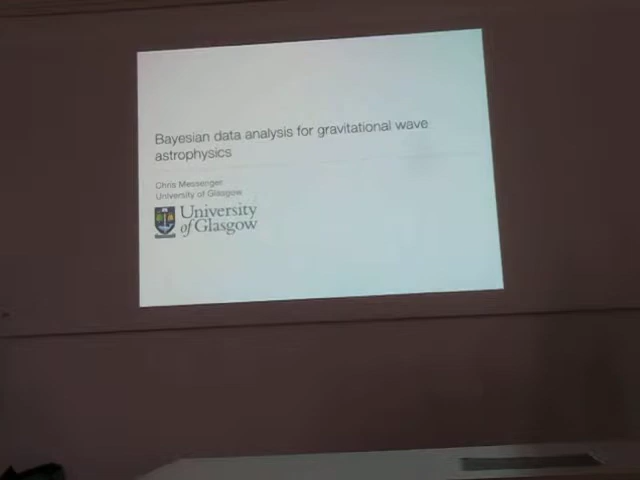 Bayesian data analysis for gravitational wave
astrophysics
Chris Messenger
University of Glasgow
University
of Glasgow